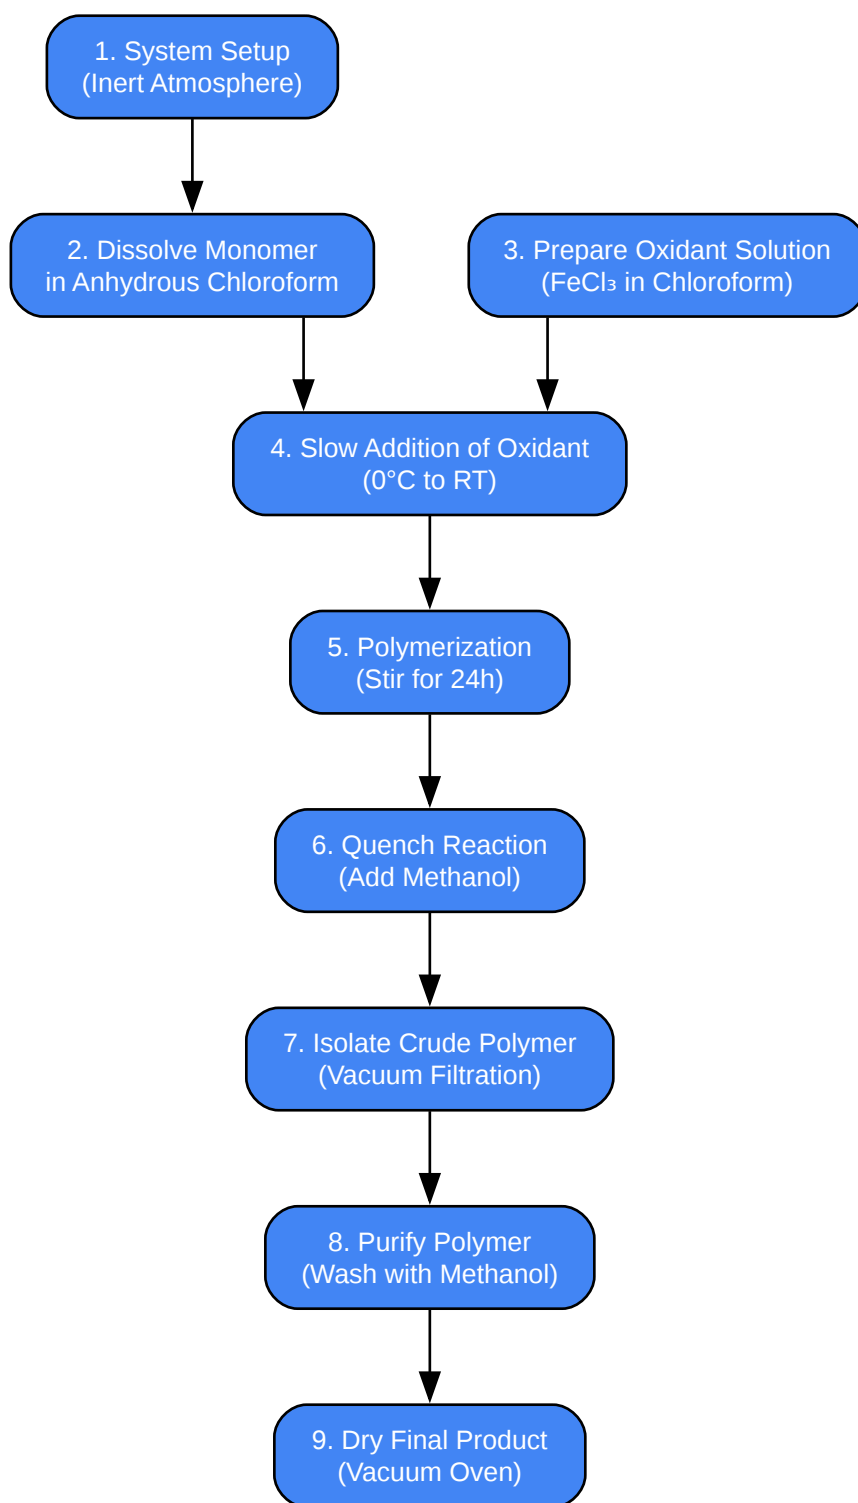 1. System Setup
(Inert Atmosphere)
2. Dissolve Monomer
in Anhydrous Chloroform
3. Prepare Oxidant Solution
(FeCl₃ in Chloroform)
4. Slow Addition of Oxidant
(0°C to RT)
5. Polymerization
(Stir for 24h)
6. Quench Reaction
(Add Methanol)
7. Isolate Crude Polymer
(Vacuum Filtration)
8. Purify Polymer
(Wash with Methanol)
9. Dry Final Product
(Vacuum Oven)